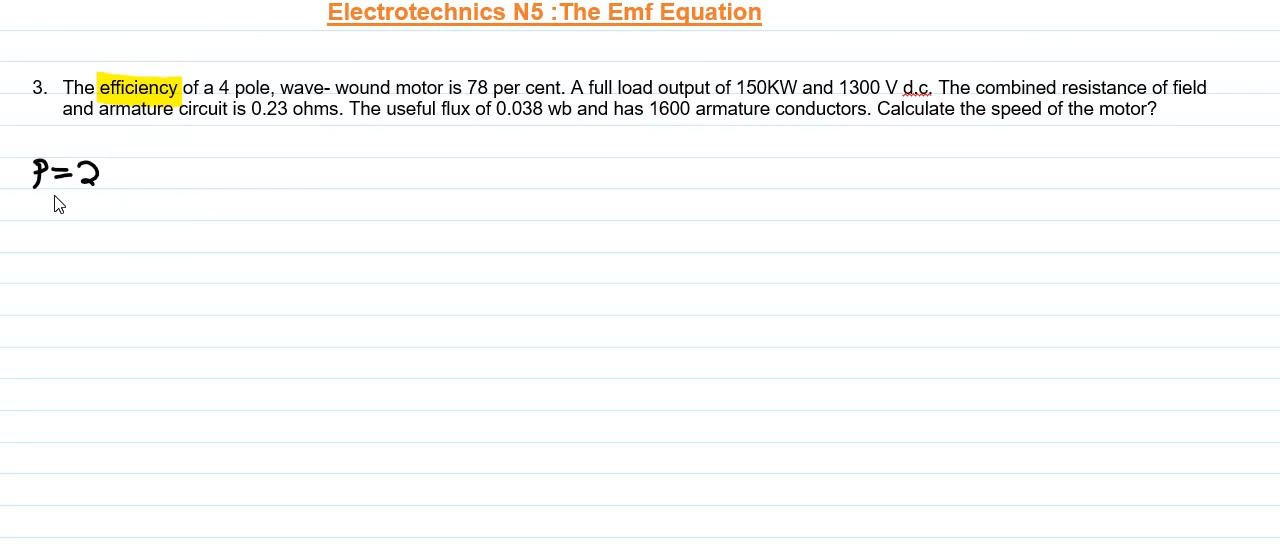 Electrotechnics N5 :The Emf Equation
3. The efficiency of a 4 pole, wave- wound motor is 78 per cent. A full load output of 150KW and 1300 V d.c. The combined resistance of field
and armature circuit is 0.23 ohms. The useful flux of 0.038 wb and has 1600 armature conductors. Calculate the speed of the motor?
P=2